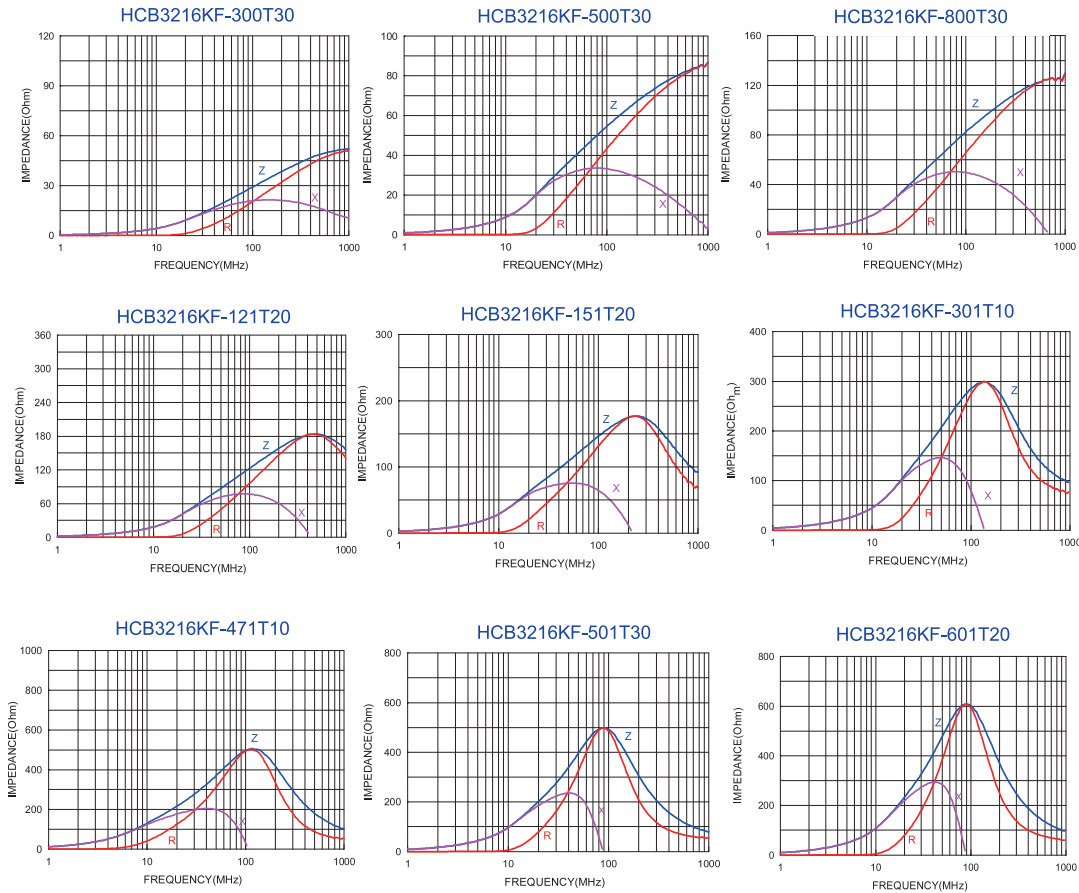 HCB3216KF-300T30
IMPEDANCE(Ohm)
120
90
60
30
0
Z
X
R
1
10
100
1000
FREQUENCY(MHz)
HCB3216KF-500T30
IMPEDANCE(Ohm)
100
80
60
40
20
0
Z
X
R
1
10
100
1000
FREQUENCY(MHz)
HCB3216KF-800T30
IMPEDANCE(Ohm)
160
120
80
40
0
Z
X
R
1
10
100
1000
FREQUENCY(MHz)
HCB3216KF-121T20
IMPEDANCE(Ohm)
360
300
240
180
120
60
0
Z
X
R
1
10
100
1000
FREQUENCY(MHz)
HCB3216KF-151T20
IMPEDANCE(Ohm)
300
200
100
0
Z
X
R
1
10
100
1000
FREQUENCY(MHz)
HCB3216KF-301T10
IMPEDANCE(Ohm)
400
300
200
100
0
Z
X
R
1
10
100
1000
FREQUENCY(MHz)
HCB3216KF-471T10
IMPEDANCE(Ohm)
1000
800
600
400
200
0
Z
X
R
1
10
100
1000
FREQUENCY(MHz)
HCB3216KF-501T30
IMPEDANCE(Ohm)
800
600
400
200
0
Z
X
R
1
10
100
1000
FREQUENCY(MHz)
HCB3216KF-601T20
IMPEDANCE(Ohm)
800
600
400
200
0
Z
X
R
1
10
100
1000
FREQUENCY(MHz)